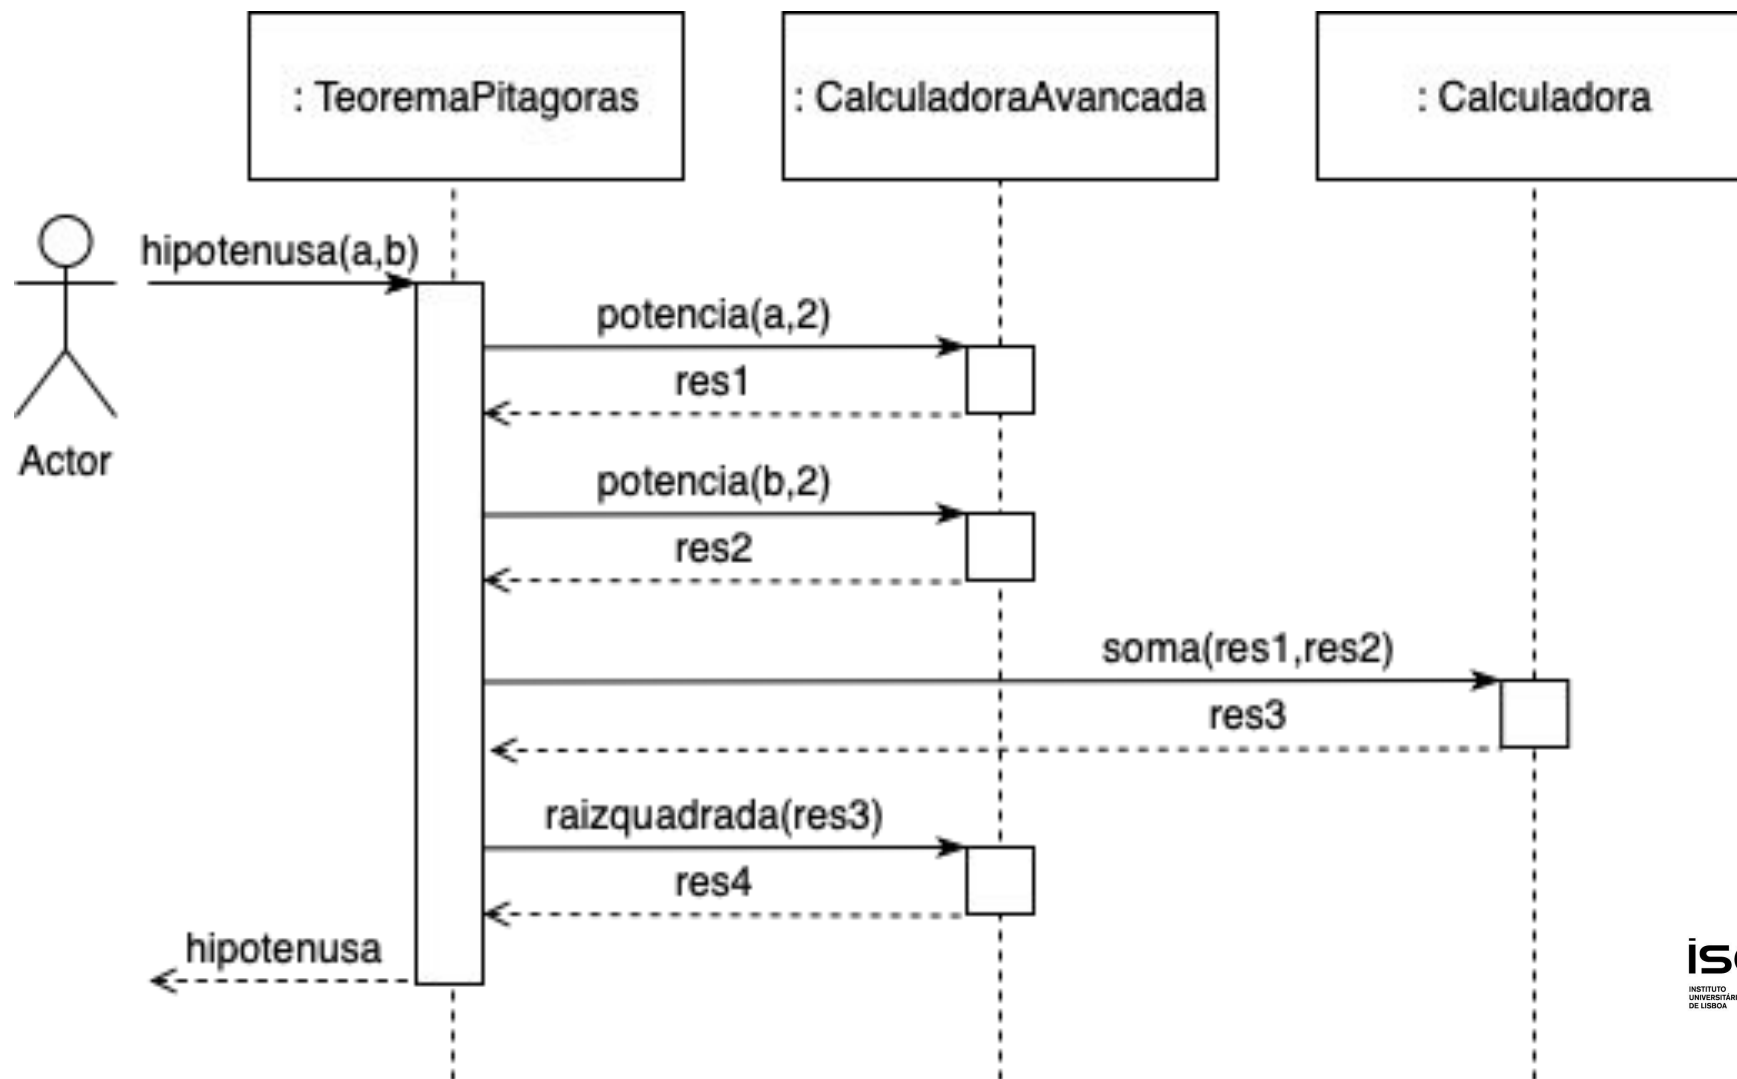 : TeoremaPitagoras
: CalculadoraAvancada
: Calculadora
hipotenusa(a,b)
potencia(a,2)
res1
Actor
potencia(b,2)
res2
soma(res1,res2)
res3
raizquadrada(res3)
res4
hipotenusa
INSTITUTO
DE LISBOA